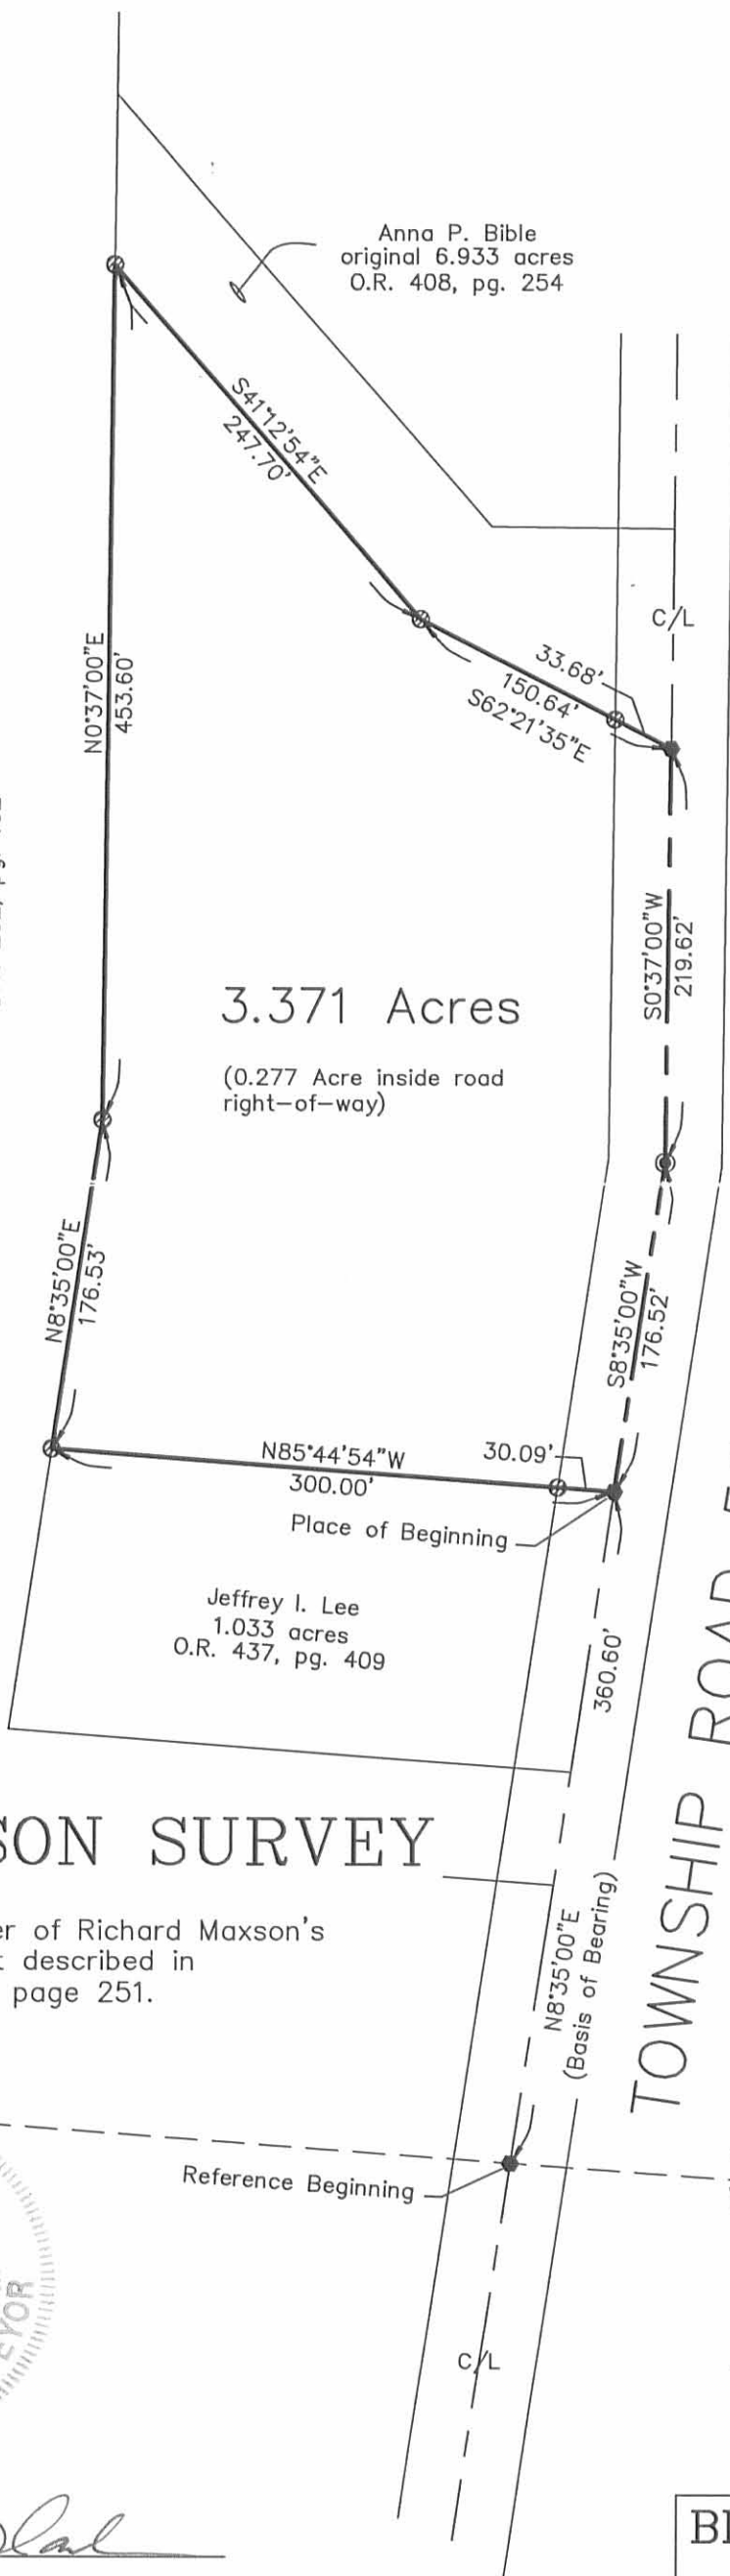 Anna P. Bible
original 6.933 acres
O.R. 408, pg. 254
S41°12'54"E
247.70'
C/L
33.68'
150.64'
S62°21'35"E
N0°37'00"E
453.60'
S0°37'00"W
219.62'
3.371 Acres
(0.277 Acre inside road
right-of-way)
N8°35'00"E
176.53'
S8°35'00"W
176.52'
N85°44'54"W
300.00'
30.09'
Place of Beginning
Jeffrey I. Lee
1.033 acres
O.R. 437, pg. 409
360.60'
TOWNSHIP ROAD
SON SURVEY
er of Richard Maxson's
described in
page 251.
N8°35'00"E
(Basis of Bearing)
Reference Beginning
C/L
EYOR